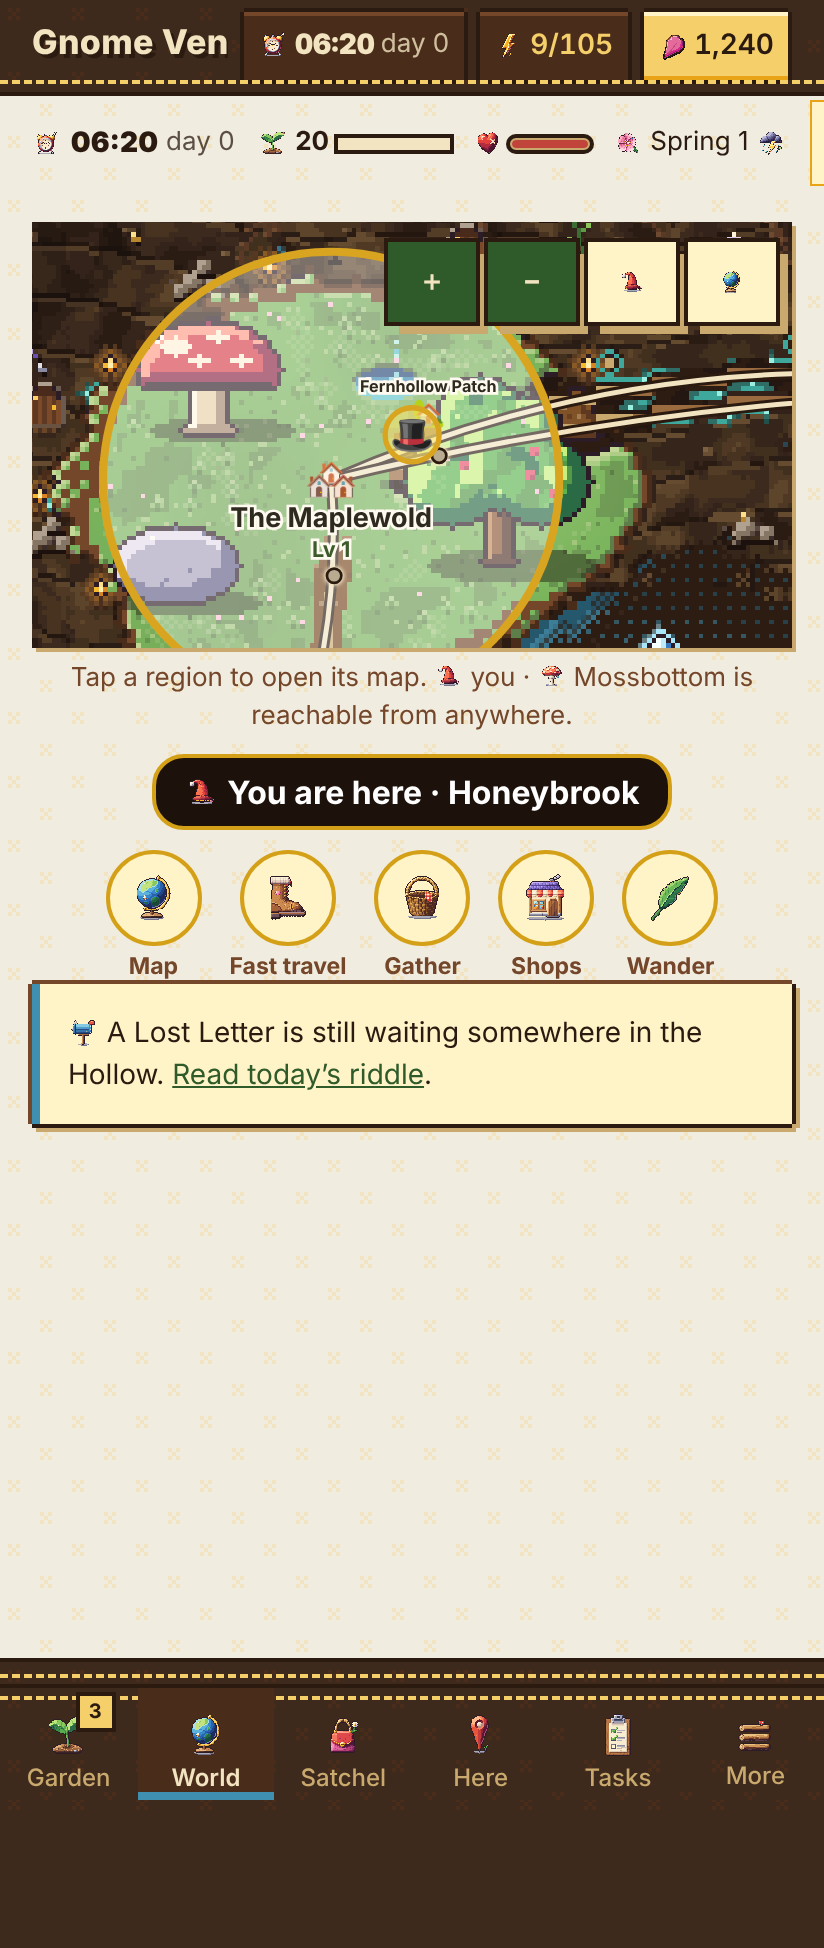 Gnome Ven
06:20 day 0
9/105
1,240
06:20 day 0
20
Spring 1
+
−
Fernhollow Patch
The Maplewold
Lv 1
Tap a region to open its map. you · Mossbottom is
reachable from anywhere.
You are here · Honeybrook
Map
Fast travel
Gather
Shops
Wander
A Lost Letter is still waiting somewhere in the
Hollow. Read today’s riddle.
3
Garden
World
Satchel
Here
Tasks
More